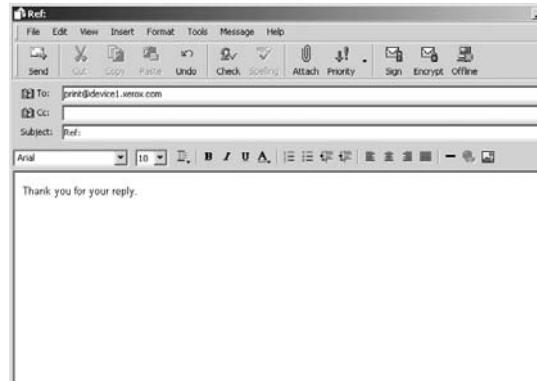 Ref:
File Edit View Insert Format Tools Message Help
Send Cut Copy Paste Undo Check Spelling Attach Priority Sign Encrypt Offline
To: print@device1.xerox.com
Cc:
Subject: Ref:
Arial 10 B I U A
Thank you for your reply.